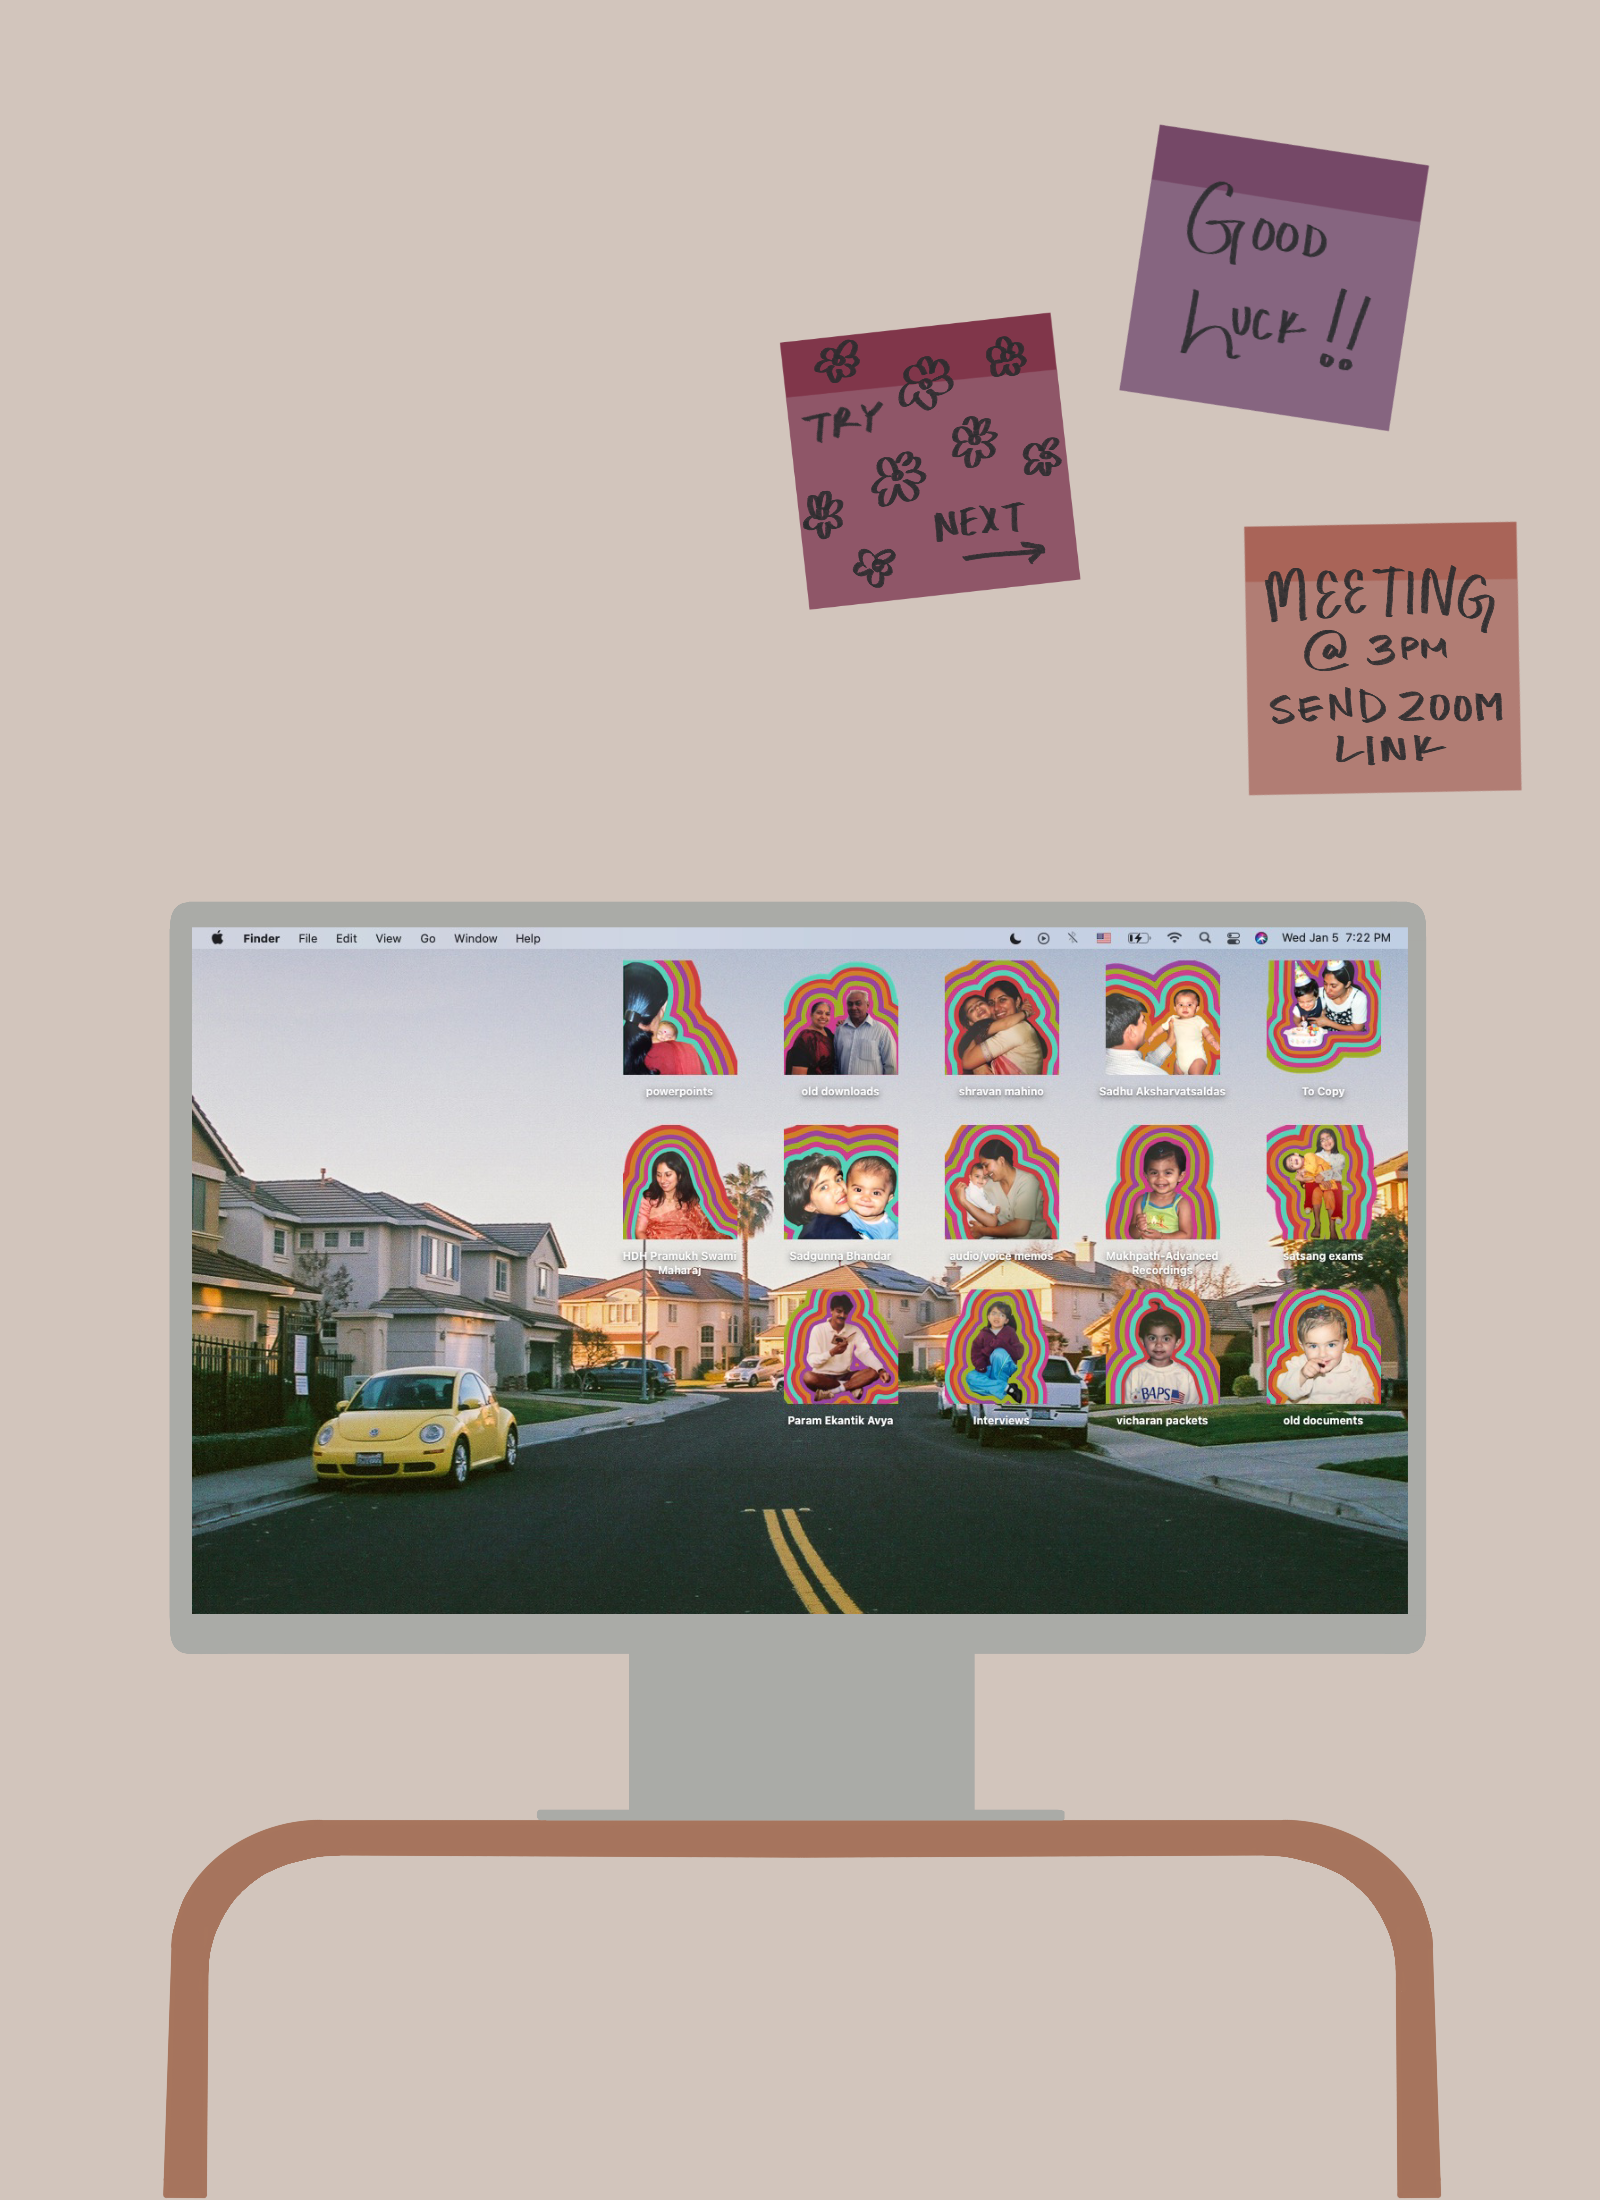 GOOD
LUCK!!
TRY
NEXT
MEETING
@ 3PM
SEND ZOOM
LINK
Finder File Edit View Go Window Help Wed Jan 5 7:22 PM
powerpoints old downloads shravan mahino Sadhu Aksharvatsaldas To Copy
HDH Pramukh Swami Sadgunna Bhandar audio/voice memos Mukhpath-Advanced satsang exams
Maharaj Recordings
BAPS
Param Ekantik Avya Interviews vicharan packets old documents